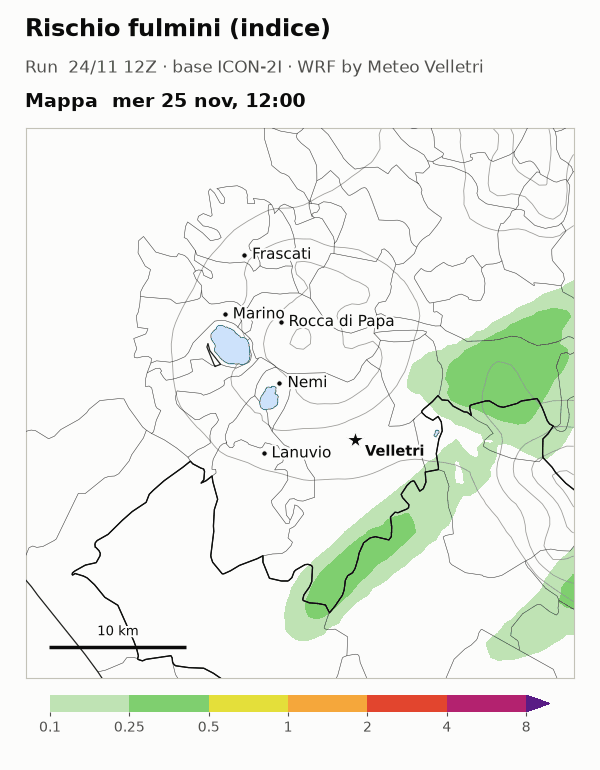 Rischio fulmini (indice)
Run  24/11 12Z · base ICON-2I · WRF by Meteo Velletri
Mappa  mer 25 nov, 12:00
Frascati
Marino
Rocca di Papa
Nemi
Velletri
Lanuvio
10 km
0.1 0.25 0.5 1 2 4 8